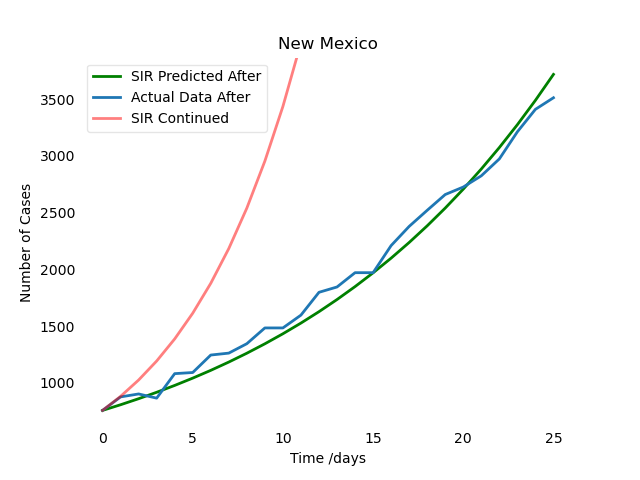 New Mexico
SIR Predicted After
Actual Data After
SIR Continued
3500
3000
2500
2000
1500
1000
Number of Cases
0 5 10 15 20 25
Time /days